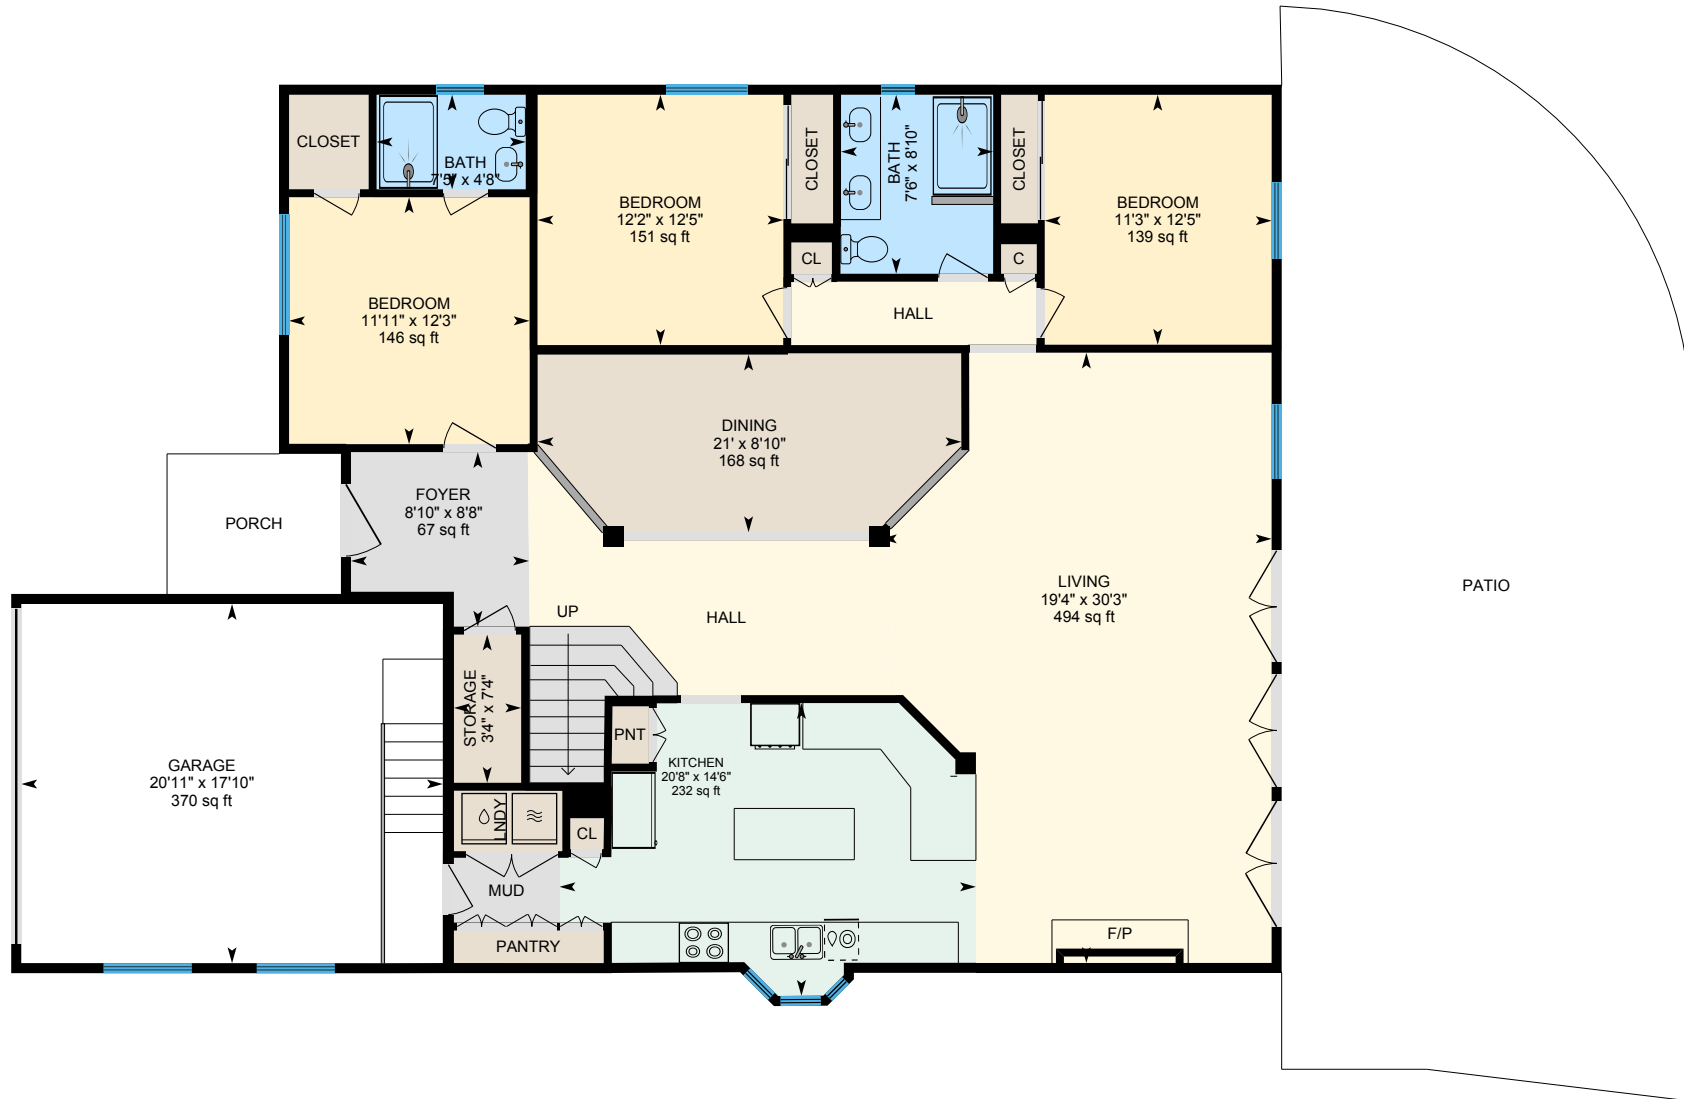 CLOSET
BATH
7'5" x 4'8"
BEDROOM
12'2" x 12'5"
151 sq ft
CLOSET
BATH
7'6" x 8'10"
CLOSET
BEDROOM
11'3" x 12'5"
139 sq ft
CL
C
BEDROOM
11'11" x 12'3"
146 sq ft
HALL
DINING
21' x 8'10"
168 sq ft
FOYER
8'10" x 8'8"
67 sq ft
PORCH
LIVING
19'4" x 30'3"
494 sq ft
PATIO
UP
HALL
STORAGE
3'4" x 7'4"
PNT
KITCHEN
20'8" x 14'6"
232 sq ft
GARAGE
20'11" x 17'10"
370 sq ft
LNDY
CL
MUD
F/P
PANTRY